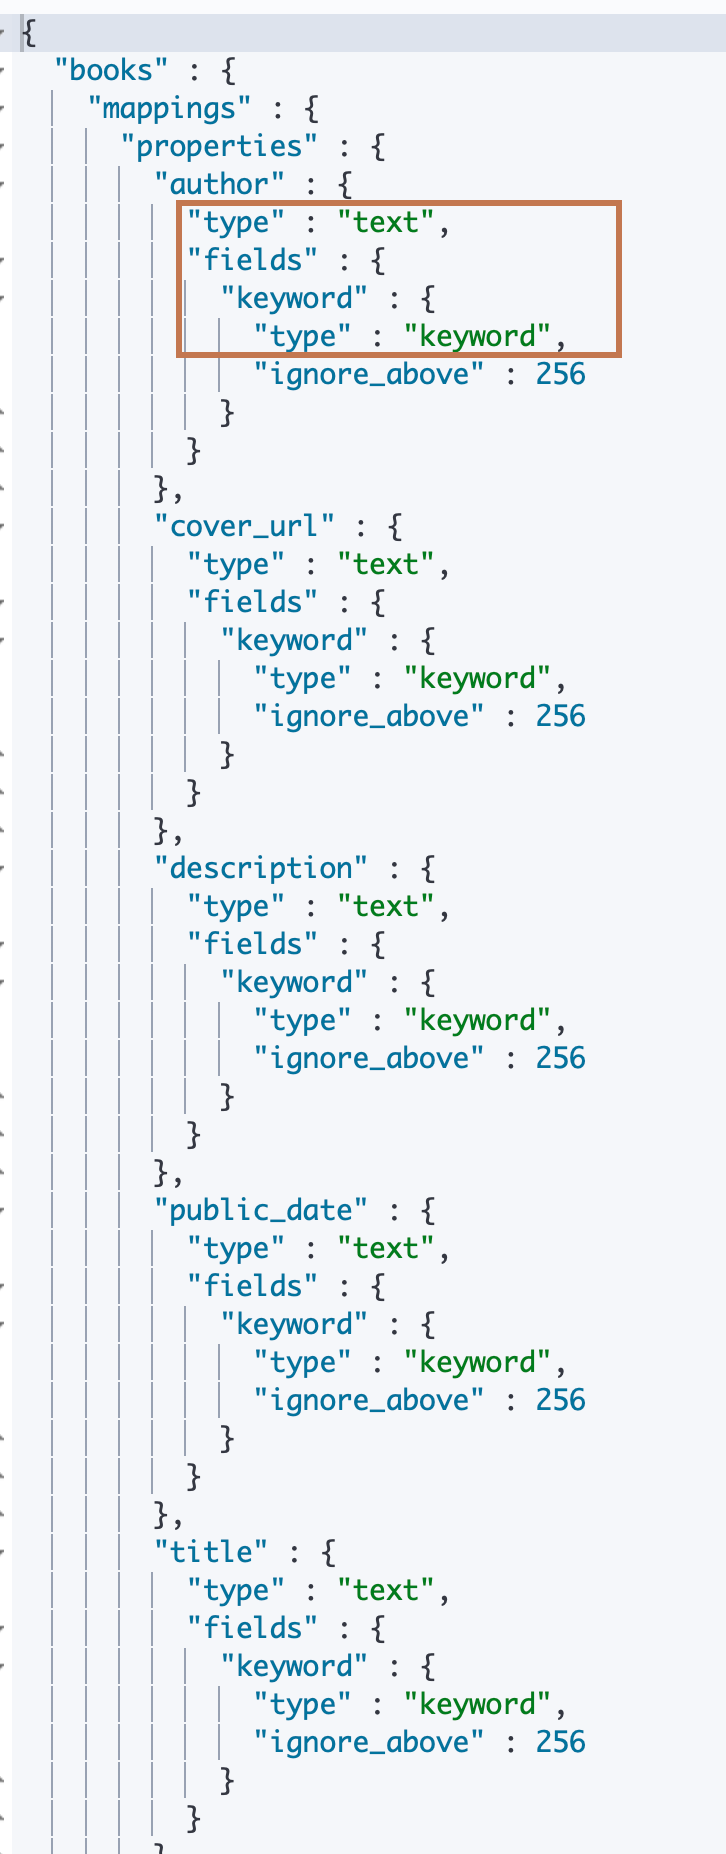 {
"books" : {
"mappings" : {
"properties" : {
"author" : {
"type" : "text",
"fields" : {
"keyword" : {
"type" : "keyword",
"ignore_above" : 256
}
}
},
"cover_url" : {
"type" : "text",
"fields" : {
"keyword" : {
"type" : "keyword",
"ignore_above" : 256
}
}
},
"description" : {
"type" : "text",
"fields" : {
"keyword" : {
"type" : "keyword",
"ignore_above" : 256
}
}
},
"public_date" : {
"type" : "text",
"fields" : {
"keyword" : {
"type" : "keyword",
"ignore_above" : 256
}
}
},
"title" : {
"type" : "text",
"fields" : {
"keyword" : {
"type" : "keyword",
"ignore_above" : 256
}
}